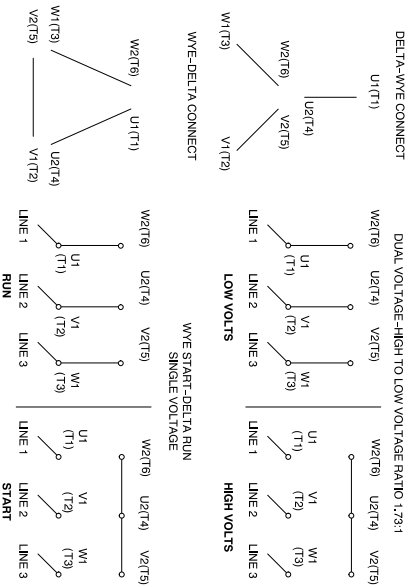 DELTA-WYE CONNECT
U1(T1)
U2(T4)
W2(T6)
V2(T5)
W1(T3)
V1(T2)
DUAL VOLTAGE-HIGH TO LOW VOLTAGE RATIO 1.73:1
W2(T6) U2(T4) V2(T5)
U1 V1 W1
(T1) (T2) (T3)
LINE 1 LINE 2 LINE 3
LOW VOLTS
W2(T6) U2(T4) V2(T5)
U1 V1 W1
(T1) (T2) (T3)
LINE 1 LINE 2 LINE 3
HIGH VOLTS
WYE-DELTA CONNECT
W2(T6) U1(T1)
W1(T3) U2(T4)
V2(T5) V1(T2)
WYE START-DELTA RUN
SINGLE VOLTAGE
W2(T6) U2(T4) V2(T5)
U1 V1 W1
(T1) (T2) (T3)
LINE 1 LINE 2 LINE 3
RUN
W2(T6) U2(T4) V2(T5)
U1 V1 W1
(T1) (T2) (T3)
LINE 1 LINE 2 LINE 3
START